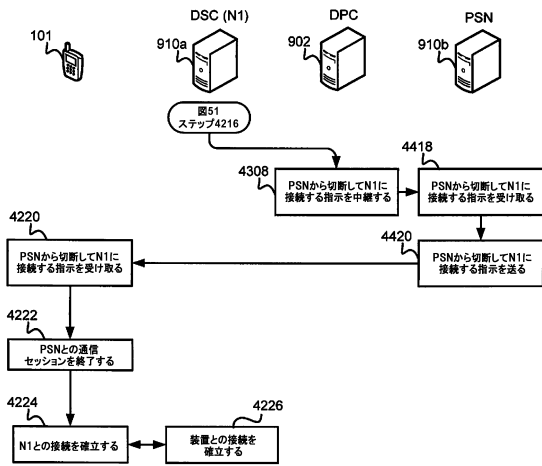 DSC (N1)
DPC
PSN
101
910a
902
910b
図51
ステップ4216
4308
PSNから切断してN1に
接続する指示を中継する
4418
PSNから切断してN1に
接続する指示を受け取る
4220
PSNから切断してN1に
接続する指示を受け取る
4420
PSNから切断してN1に
接続する指示を送る
4222
PSNとの通信
セッションを終了する
4224
N1との接続を確立する
4226
装置との接続を
確立する